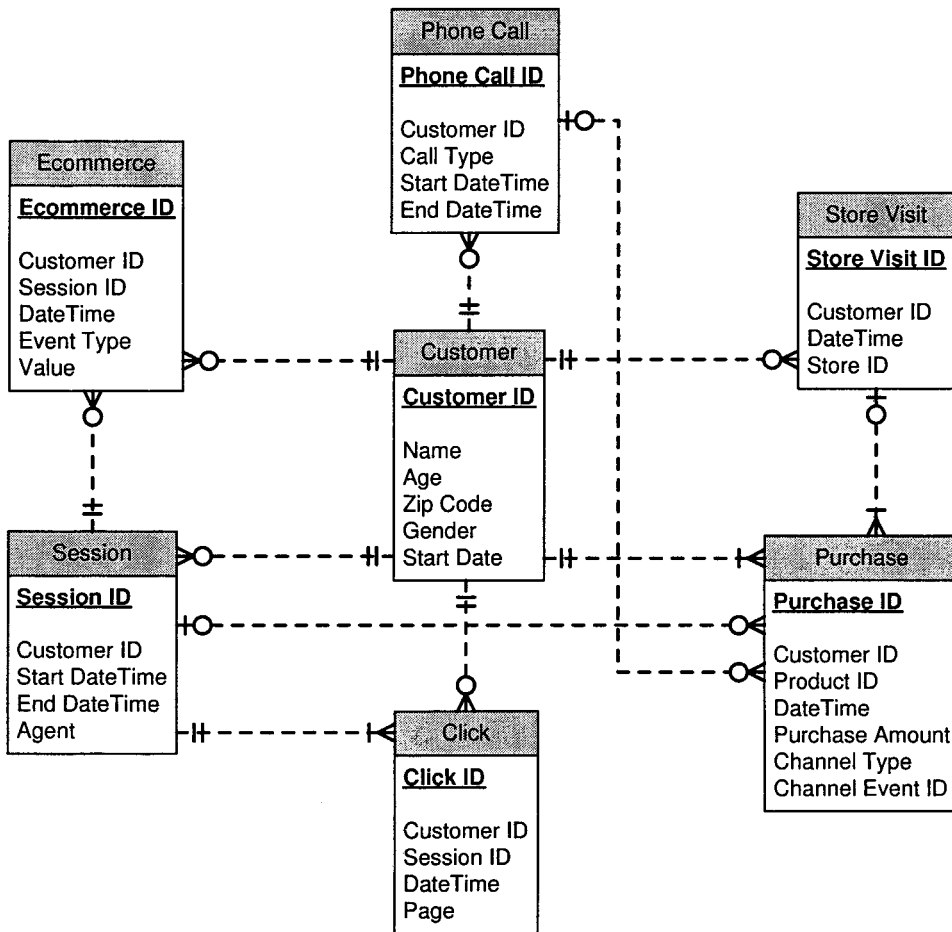 Phone Call
Phone Call ID
Customer ID
Call Type
Start DateTime
End DateTime
Ecommerce
Ecommerce ID
Customer ID
Session ID
DateTime
Event Type
Value
Store Visit
Store Visit ID
Customer ID
DateTime
Store ID
Customer
Customer ID
Name
Age
Zip Code
Gender
Start Date
Session
Session ID
Customer ID
Start DateTime
End DateTime
Agent
Purchase
Purchase ID
Customer ID
Product ID
DateTime
Purchase Amount
Channel Type
Channel Event ID
Click
Click ID
Customer ID
Session ID
DateTime
Page